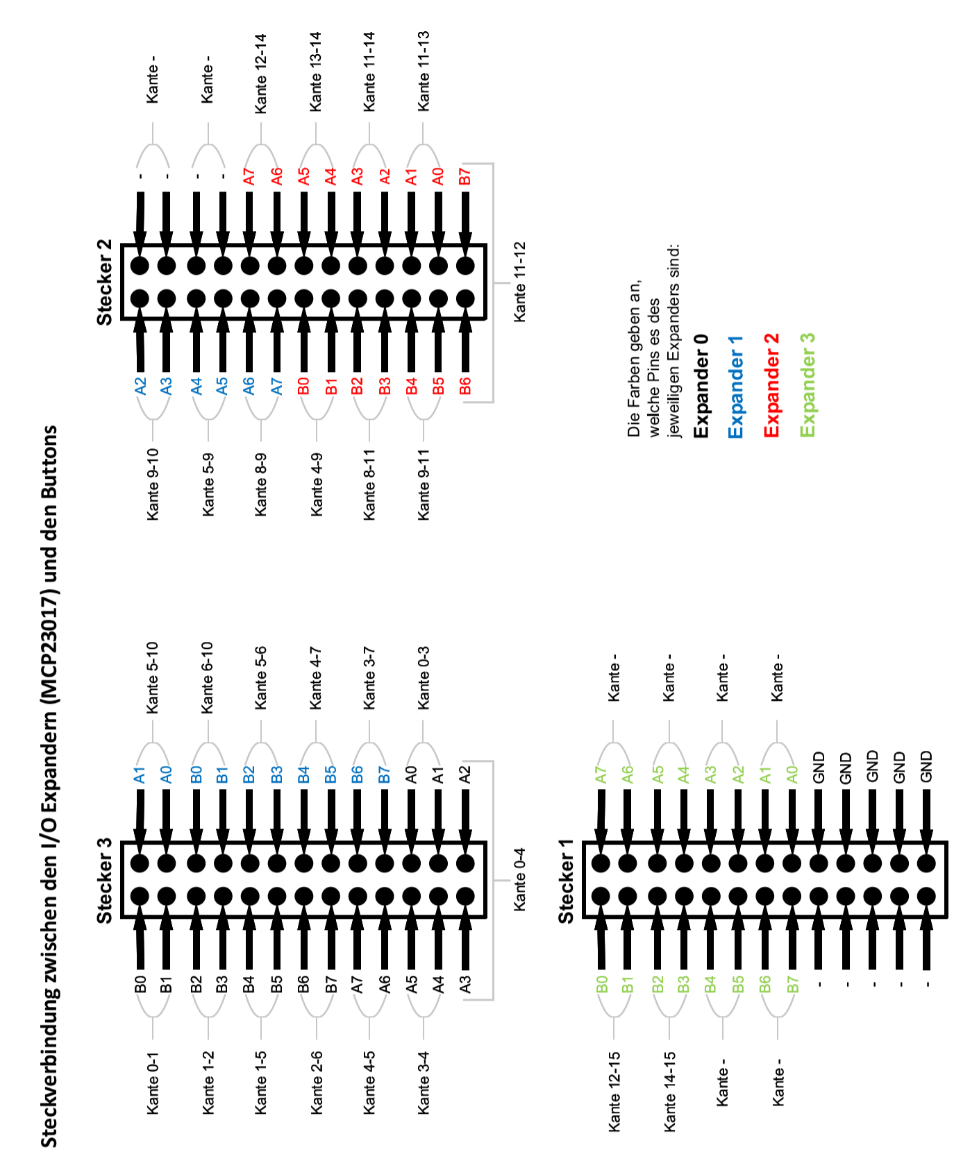 Steckverbindung zwischen den I/O Expandern (MCP23017) und den Buttons
Stecker 3
B0 A1
B1 A0
B2 B0
B3 B1
B4 B2
B5 B3
B6 B4
B7 B5
A7 B6
A6 B7
A5 A0
A4 A1
A3 A2
Kante 0-1
Kante 1-2
Kante 1-5
Kante 2-6
Kante 4-5
Kante 3-4
Kante 5-10
Kante 6-10
Kante 5-6
Kante 4-7
Kante 3-7
Kante 0-3
Kante 0-4
Stecker 2
A2 -
A3 -
A4 -
A5 -
A6 A7
A7 A6
B0 A5
B1 A4
B2 A3
B3 A2
B4 A1
B5 A0
B6 B7
Kante 9-10
Kante 5-9
Kante 8-9
Kante 4-9
Kante 8-11
Kante 9-11
Kante -
Kante -
Kante 12-14
Kante 13-14
Kante 11-14
Kante 11-13
Kante 11-12
Stecker 1
B0 A7
B1 A6
B2 A5
B3 A4
B4 A3
B5 A2
B6 A1
B7 A0
- GND
- GND
- GND
- GND
- GND
Kante 12-15
Kante 14-15
Kante -
Kante -
Kante -
Kante -
Kante -
Kante -
Die Farben geben an,
welche Pins es des
jeweiligen Expanders sind:
Expander 0
Expander 1
Expander 2
Expander 3